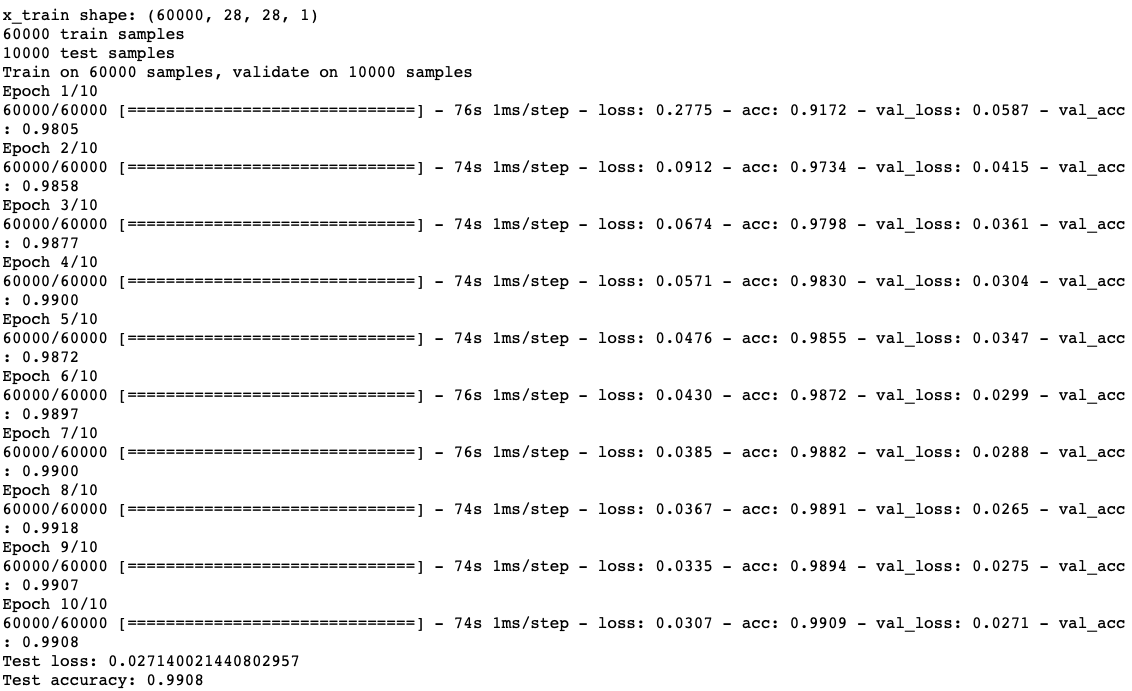 x_train shape: (60000, 28, 28, 1)
60000 train samples
10000 test samples
Train on 60000 samples, validate on 10000 samples
Epoch 1/10
60000/60000 [==============================] - 76s 1ms/step - loss: 0.2775 - acc: 0.9172 - val_loss: 0.0587 - val_acc
: 0.9805
Epoch 2/10
60000/60000 [==============================] - 74s 1ms/step - loss: 0.0912 - acc: 0.9734 - val_loss: 0.0415 - val_acc
: 0.9858
Epoch 3/10
60000/60000 [==============================] - 74s 1ms/step - loss: 0.0674 - acc: 0.9798 - val_loss: 0.0361 - val_acc
: 0.9877
Epoch 4/10
60000/60000 [==============================] - 74s 1ms/step - loss: 0.0571 - acc: 0.9830 - val_loss: 0.0304 - val_acc
: 0.9900
Epoch 5/10
60000/60000 [==============================] - 74s 1ms/step - loss: 0.0476 - acc: 0.9855 - val_loss: 0.0347 - val_acc
: 0.9872
Epoch 6/10
60000/60000 [==============================] - 76s 1ms/step - loss: 0.0430 - acc: 0.9872 - val_loss: 0.0299 - val_acc
: 0.9897
Epoch 7/10
60000/60000 [==============================] - 76s 1ms/step - loss: 0.0385 - acc: 0.9882 - val_loss: 0.0288 - val_acc
: 0.9900
Epoch 8/10
60000/60000 [==============================] - 74s 1ms/step - loss: 0.0367 - acc: 0.9891 - val_loss: 0.0265 - val_acc
: 0.9918
Epoch 9/10
60000/60000 [==============================] - 74s 1ms/step - loss: 0.0335 - acc: 0.9894 - val_loss: 0.0275 - val_acc
: 0.9907
Epoch 10/10
60000/60000 [==============================] - 74s 1ms/step - loss: 0.0307 - acc: 0.9909 - val_loss: 0.0271 - val_acc
: 0.9908
Test loss: 0.027140021440802957
Test accuracy: 0.9908